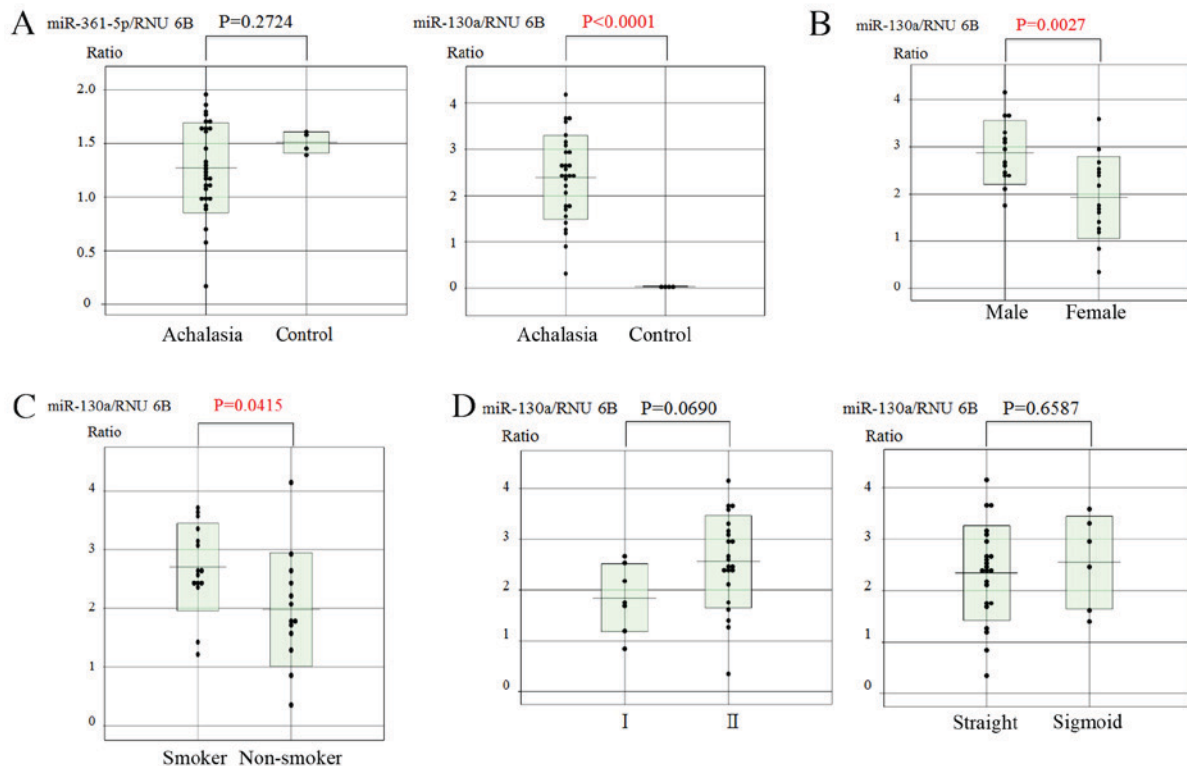 A miR-361-5p/RNU 6B P=0.2724
Ratio
2.0
1.5
1.0
0.5
0
Achalasia Control
miR-130a/RNU 6B P<0.0001
Ratio
4
3
2
1
0
Achalasia Control
B miR-130a/RNU 6B P=0.0027
Ratio
4
3
2
1
0
Male Female
C miR-130a/RNU 6B P=0.0415
Ratio
4
3
2
1
0
Smoker Non-smoker
D miR-130a/RNU 6B P=0.0690
Ratio
4
3
2
1
0
I II
miR-130a/RNU 6B P=0.6587
Ratio
4
3
2
1
0
Straight Sigmoid